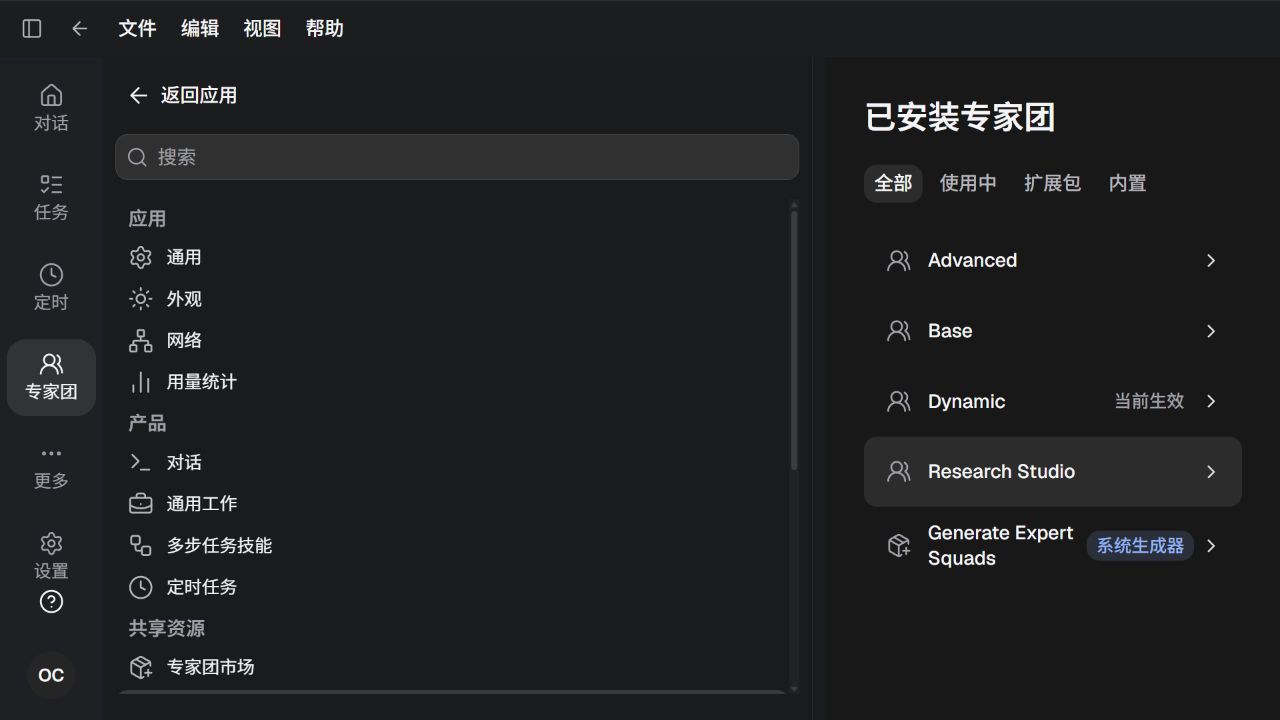 文件 编辑 视图 帮助
对话
任务
定时
专家团
更多
设置
OC
返回应用
搜索
应用
通用
外观
网络
用量统计
产品
对话
通用工作
多步任务技能
定时任务
共享资源
专家团市场
已安装专家团
全部 使用中 扩展包 内置
Advanced
Base
Dynamic 当前生效
Research Studio
Generate Expert
Squads
系统生成器